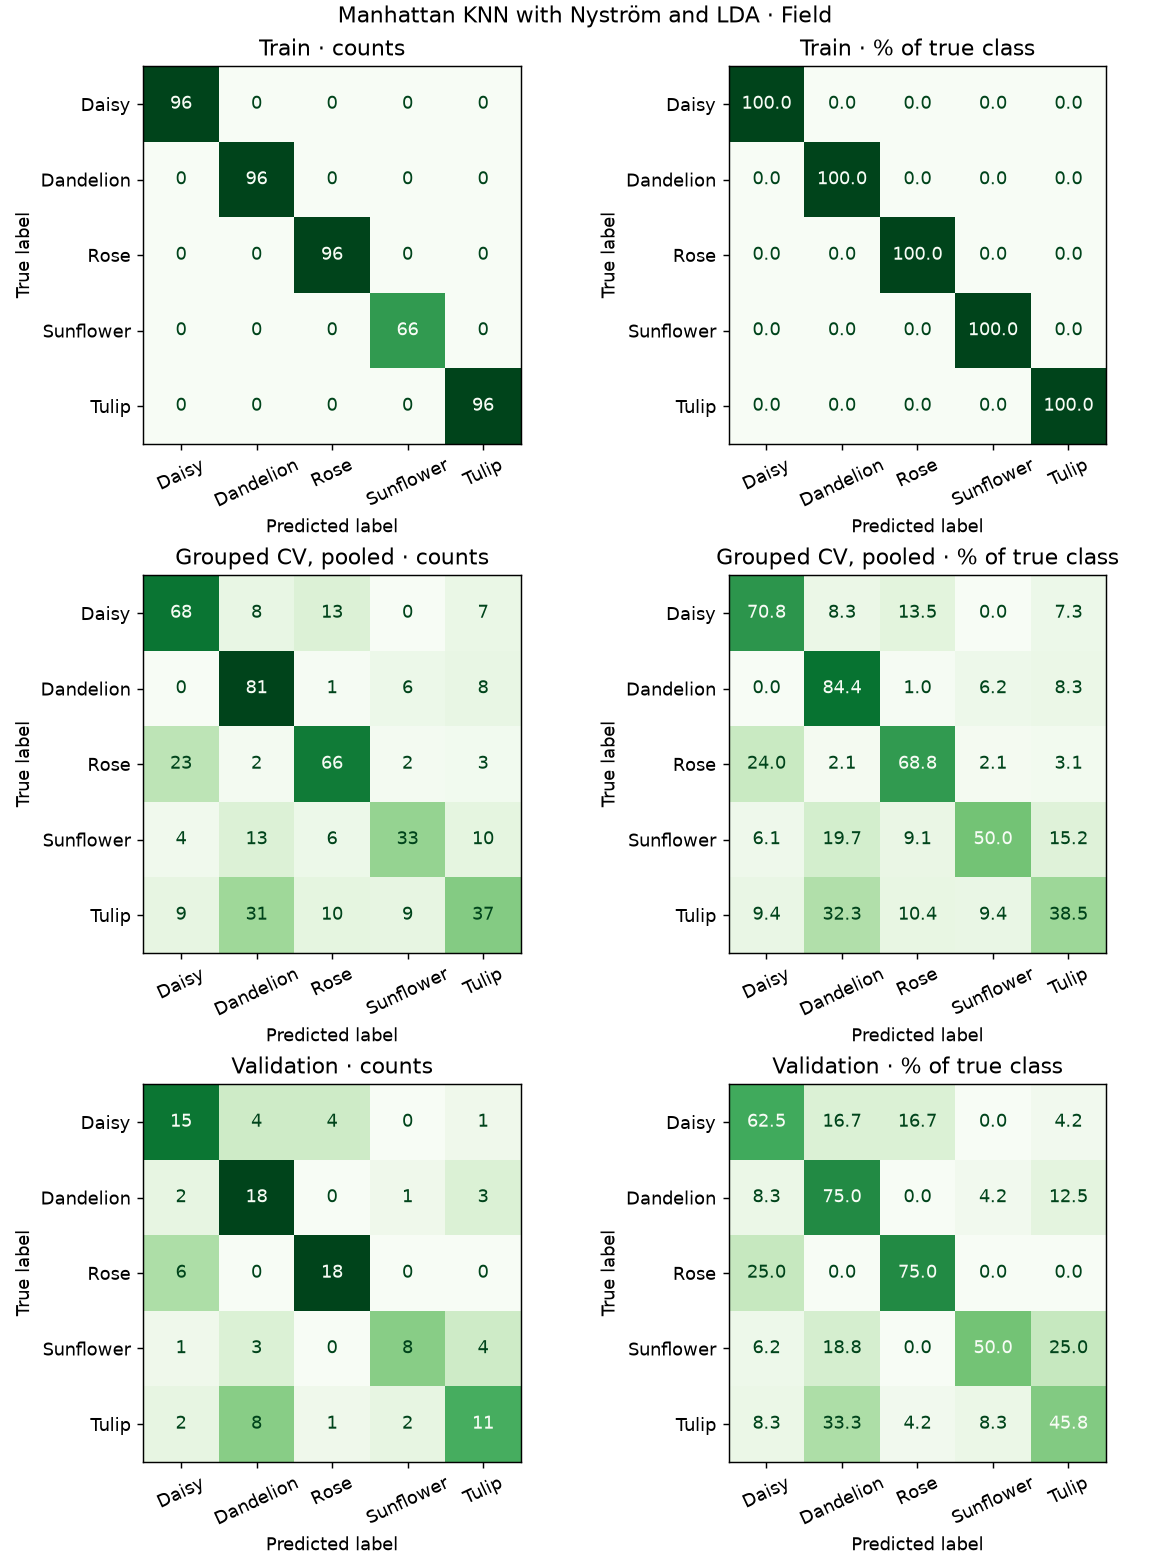 Manhattan KNN with Nyström and LDA · Field
Train · counts
True label
Daisy 96 0 0 0 0
Dandelion 0 96 0 0 0
Rose 0 0 96 0 0
Sunflower 0 0 0 66 0
Tulip 0 0 0 0 96
Daisy Dandelion Rose Sunflower Tulip
Predicted label
Train · % of true class
True label
Daisy 100.0 0.0 0.0 0.0 0.0
Dandelion 0.0 100.0 0.0 0.0 0.0
Rose 0.0 0.0 100.0 0.0 0.0
Sunflower 0.0 0.0 0.0 100.0 0.0
Tulip 0.0 0.0 0.0 0.0 100.0
Daisy Dandelion Rose Sunflower Tulip
Predicted label
Grouped CV, pooled · counts
True label
Daisy 68 8 13 0 7
Dandelion 0 81 1 6 8
Rose 23 2 66 2 3
Sunflower 4 13 6 33 10
Tulip 9 31 10 9 37
Daisy Dandelion Rose Sunflower Tulip
Predicted label
Grouped CV, pooled · % of true class
True label
Daisy 70.8 8.3 13.5 0.0 7.3
Dandelion 0.0 84.4 1.0 6.2 8.3
Rose 24.0 2.1 68.8 2.1 3.1
Sunflower 6.1 19.7 9.1 50.0 15.2
Tulip 9.4 32.3 10.4 9.4 38.5
Daisy Dandelion Rose Sunflower Tulip
Predicted label
Validation · counts
True label
Daisy 15 4 4 0 1
Dandelion 2 18 0 1 3
Rose 6 0 18 0 0
Sunflower 1 3 0 8 4
Tulip 2 8 1 2 11
Daisy Dandelion Rose Sunflower Tulip
Predicted label
Validation · % of true class
True label
Daisy 62.5 16.7 16.7 0.0 4.2
Dandelion 8.3 75.0 0.0 4.2 12.5
Rose 25.0 0.0 75.0 0.0 0.0
Sunflower 6.2 18.8 0.0 50.0 25.0
Tulip 8.3 33.3 4.2 8.3 45.8
Daisy Dandelion Rose Sunflower Tulip
Predicted label